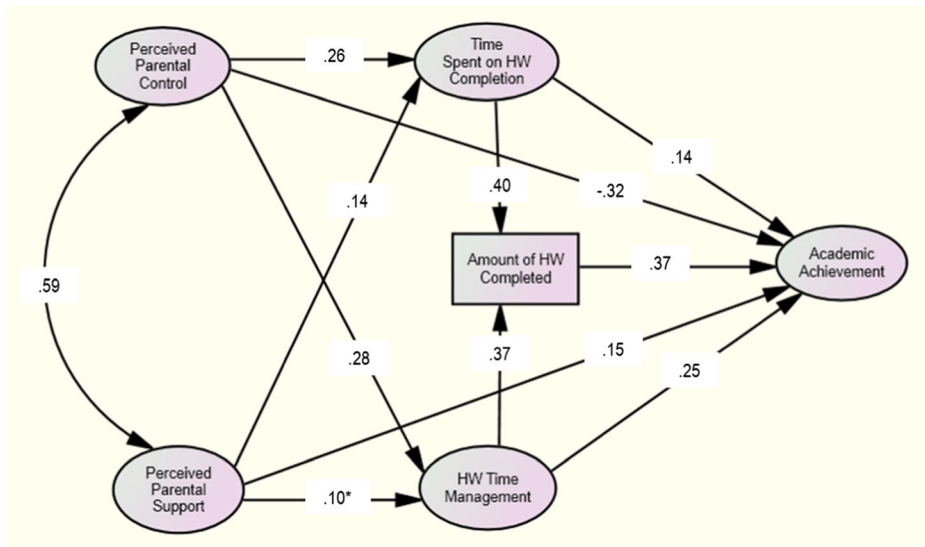 Perceived
Parental
Control
.26
Time
Spent on HW
Completion
.14
.14
.40
-.32
Amount of HW
Completed
.37
Academic
Achievement
.59
.28
.37
.15
.25
Perceived
Parental
Support
.10*
HW Time
Management